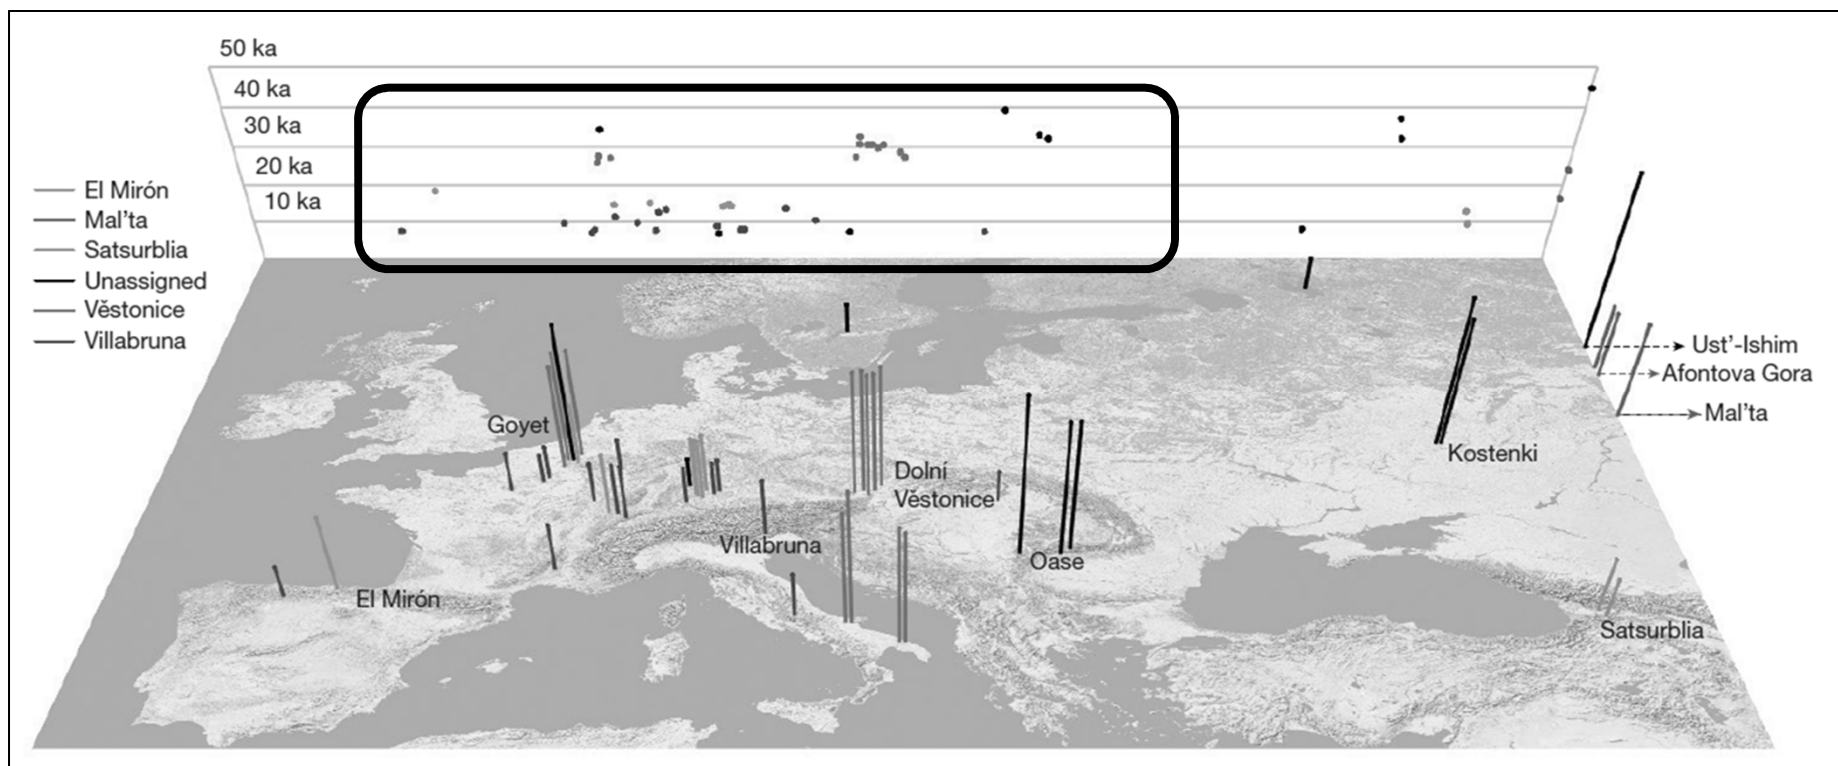 50 ka
40 ka
30 ka
20 ka
10 ka
El Mirón
Mal'ta
Satsurblia
Unassigned
Věstonice
Villabruna
Ust'-Ishim
Afontova Gora
Mal'ta
Goyet
Kostenki
Dolní
Věstonice
Villabruna
Oase
El Mirón
Satsurblia